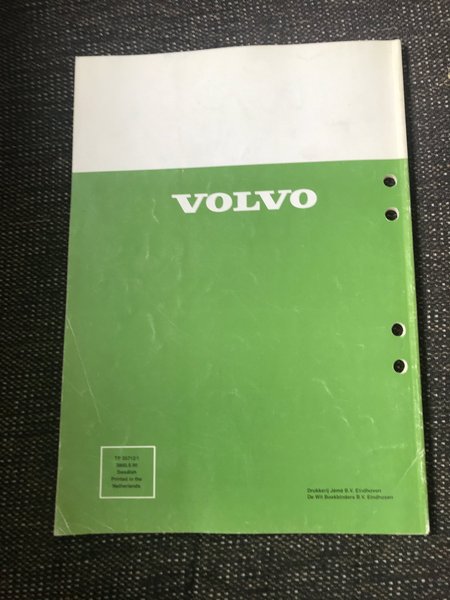 VOLVO
TP 30712/1
Swedish
Printed in the
Netherlands
Drukkerij Jema B.V. Eindhoven
De Wit Boekbinders B.V. Eindhoven